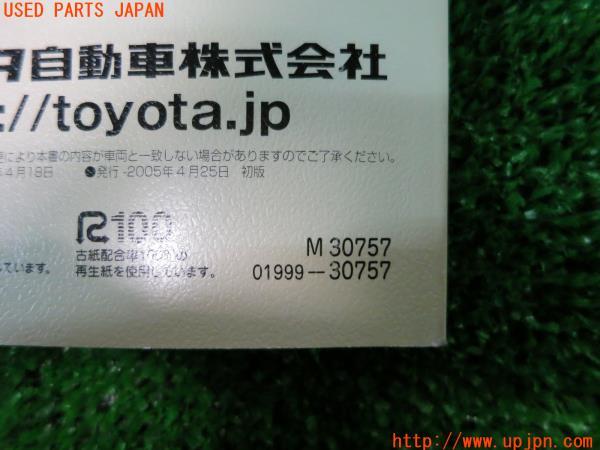 USED PARTS JAPAN
タ自動車株式会社
://toyota.jp
更により本書の内容が車両と一致しない場合がありますのでご了承ください。
年4月18日 ●発行-2005年4月25日 初版
R100
古紙配合率100%の
再生紙を使用しています。
ています。
M 30757
01999-30757
http://www.upjpn.com/